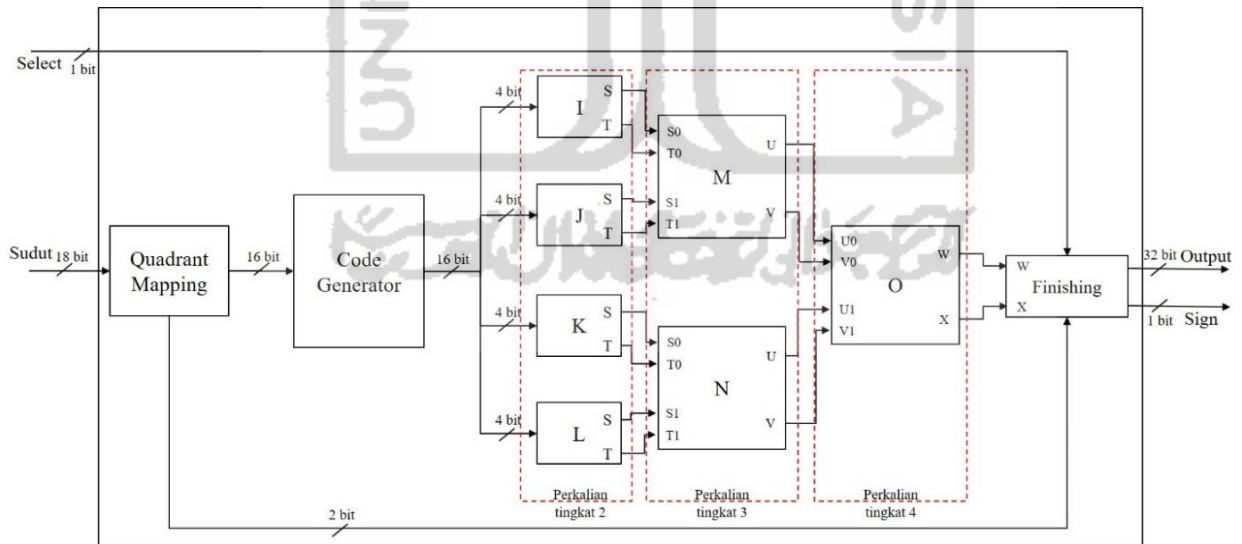 Select
1 bit
Sudut
18 bit
Quadrant
Mapping
16 bit
Code
Generator
16 bit
4 bit
I
S
T
4 bit
J
S
T
4 bit
K
S
T
4 bit
L
S
T
Perkalian
tingkat 2
S0
T0
S1
T1
M
U
V
S0
T0
S1
T1
N
U
V
Perkalian
tingkat 3
U0
V0
U1
V1
O
W
X
Perkalian
tingkat 4
W
X
Finishing
32 bit
Output
1 bit
Sign
2 bit